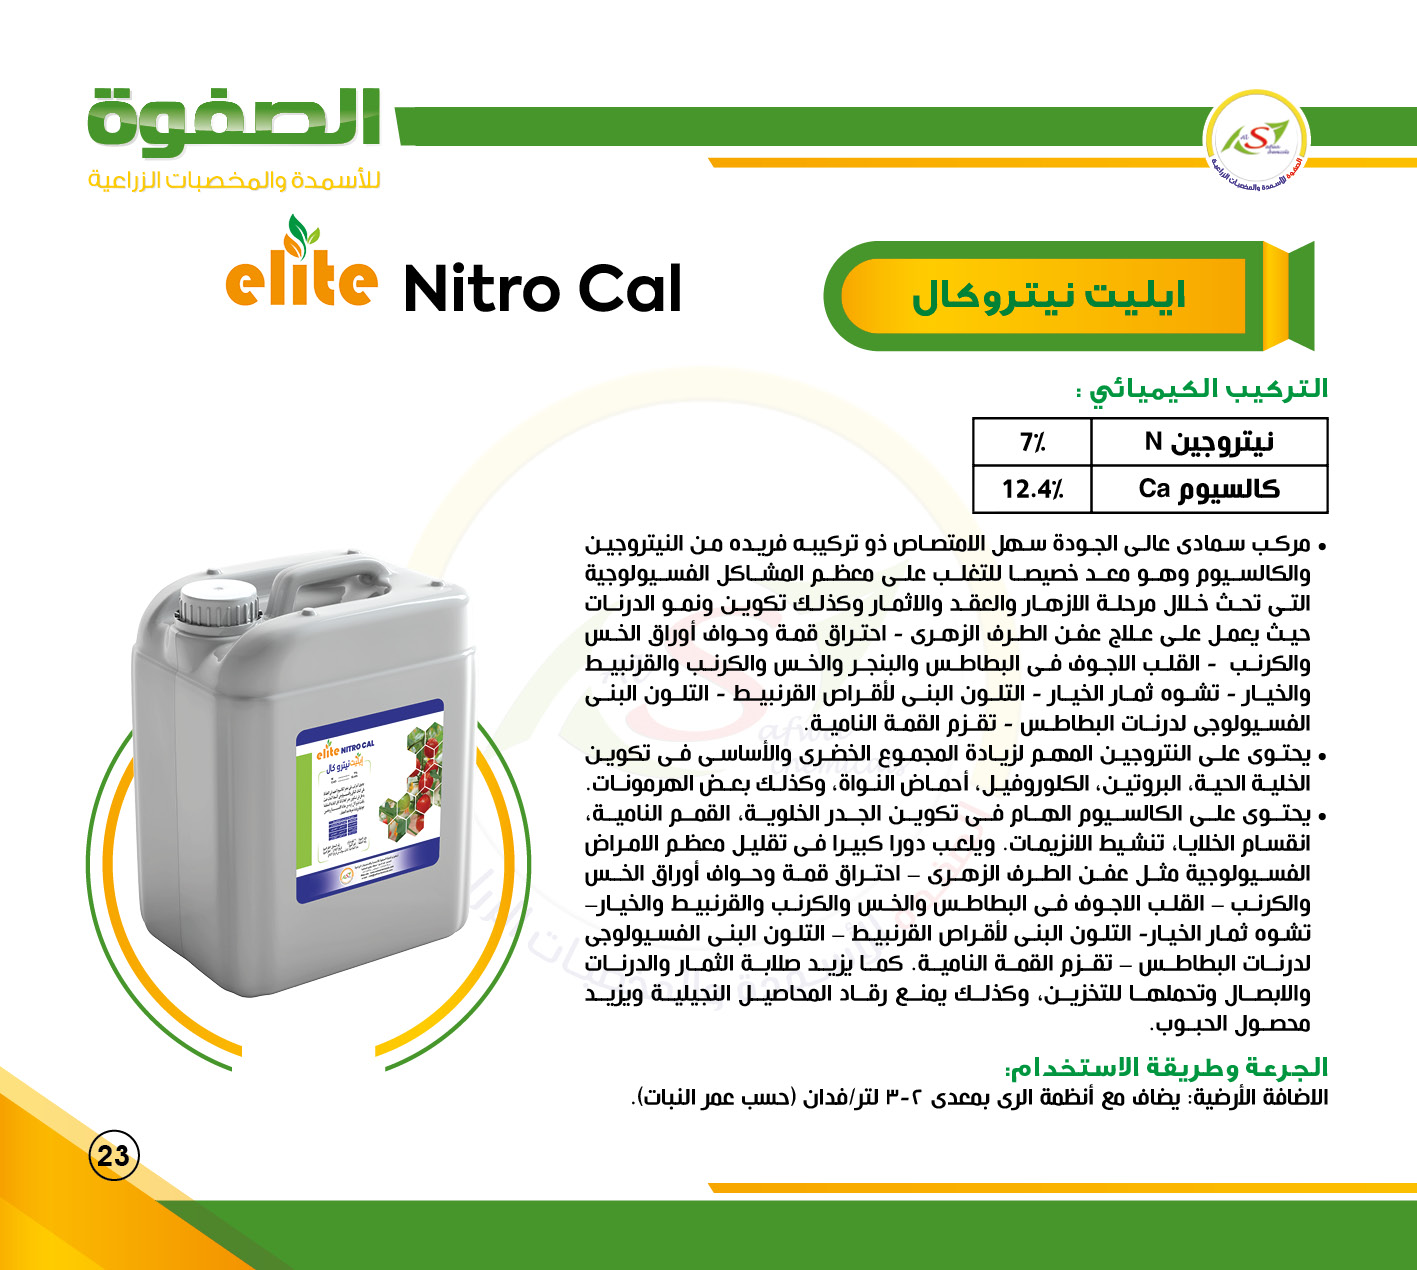 الصفوة
للأسمدة والمخصبات الزراعية
الصفوة للأسمدة والمخصبات الزراعية
elite Nitro Cal
ايليت نيتروكال
التركيب الكيميائي :
نيتروجين N 7٪
كالسيوم Ca 12.4٪
• مركب سمادى عالى الجودة سهل الامتصاص ذو تركيبه فريده من النيتروجين
والكالسيوم وهو معد خصيصا للتغلب على معظم المشاكل الفسيولوجية
التى تحث خلال مرحلة الازهار والعقد والاثمار وكذلك تكوين ونمو الدرنات
حيث يعمل على علاج عفن الطرف الزهرى - احتراق قمة وحواف أوراق الخس
والكرنب - القلب الاجوف فى البطاطس والبنجر والخس والكرنب والقرنبيط
والخيار - تشوه ثمار الخيار - التلون البنى لأقراص القرنبيط - التلون البنى
الفسيولوجى لدرنات البطاطس - تقزم القمة النامية.
• يحتوى على النتروجين المهم لزيادة المجموع الخضرى والأساسى فى تكوين
الخلية الحية، البروتين، الكلوروفيل، أحماض النواة، وكذلك بعض الهرمونات.
• يحتوى على الكالسيوم الهام فى تكوين الجدر الخلوية، القمم النامية،
انقسام الخلايا، تنشيط الانزيمات. ويلعب دورا كبيرا فى تقليل معظم الامراض
الفسيولوجية مثل عفن الطرف الزهرى – احتراق قمة وحواف أوراق الخس
والكرنب – القلب الاجوف فى البطاطس والخس والكرنب والقرنبيط والخيار–
تشوه ثمار الخيار- التلون البنى لأقراص القرنبيط – التلون البنى الفسيولوجى
لدرنات البطاطس – تقزم القمة النامية. كما يزيد صلابة الثمار والدرنات
والابصال وتحملها للتخزين، وكذلك يمنع رقاد المحاصيل النجيلية ويزيد
محصول الحبوب.
الجرعة وطريقة الاستخدام:
الاضافة الأرضية: يضاف مع أنظمة الرى بمعدى ٢-٣ لتر/فدان (حسب عمر النبات).
elite NITRO CAL
إيليت نيترو كال
23